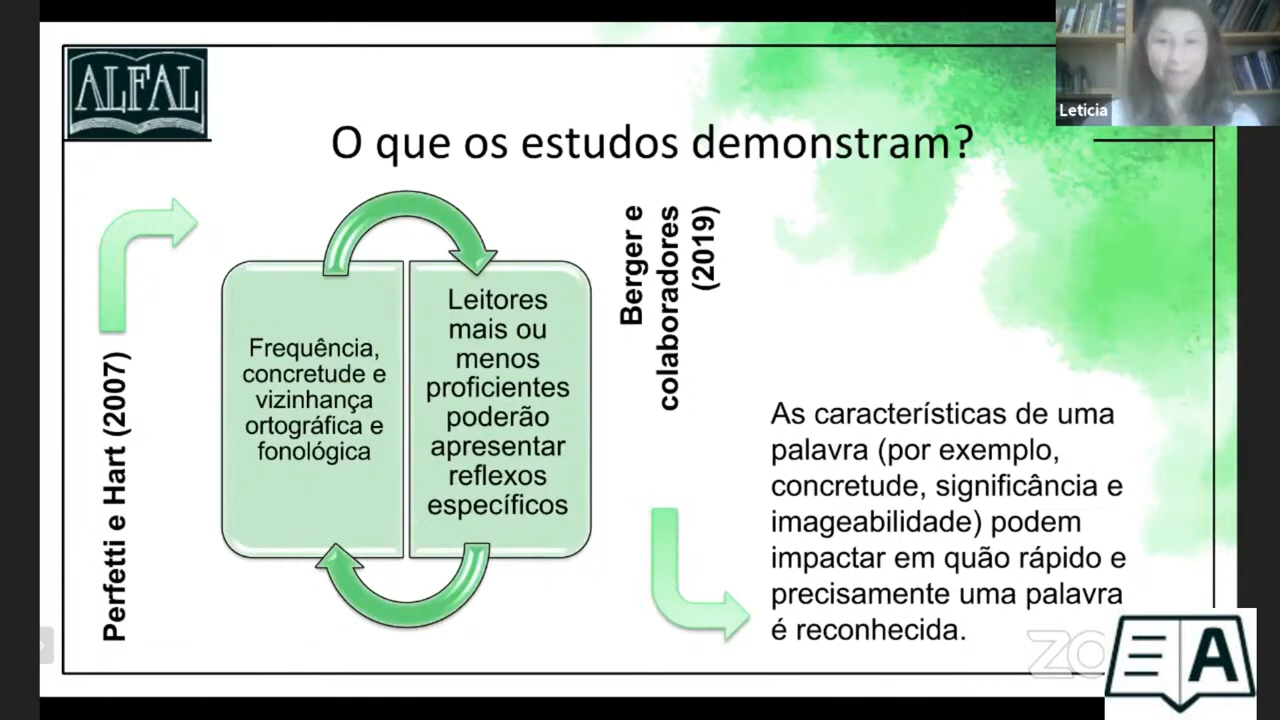 ALFAL
Leticia
O que os estudos demonstram?
Perfetti e Hart (2007)
Frequência,
concretude e
vizinhança
ortográfica e
fonológica
Leitores
mais ou
menos
proficientes
poderão
apresentar
reflexos
específicos
Berger e
colaboradores
(2019)
As características de uma
palavra (por exemplo,
concretude, significância e
imageabilidade) podem
impactar em quão rápido e
precisamente uma palavra
é reconhecida.
A